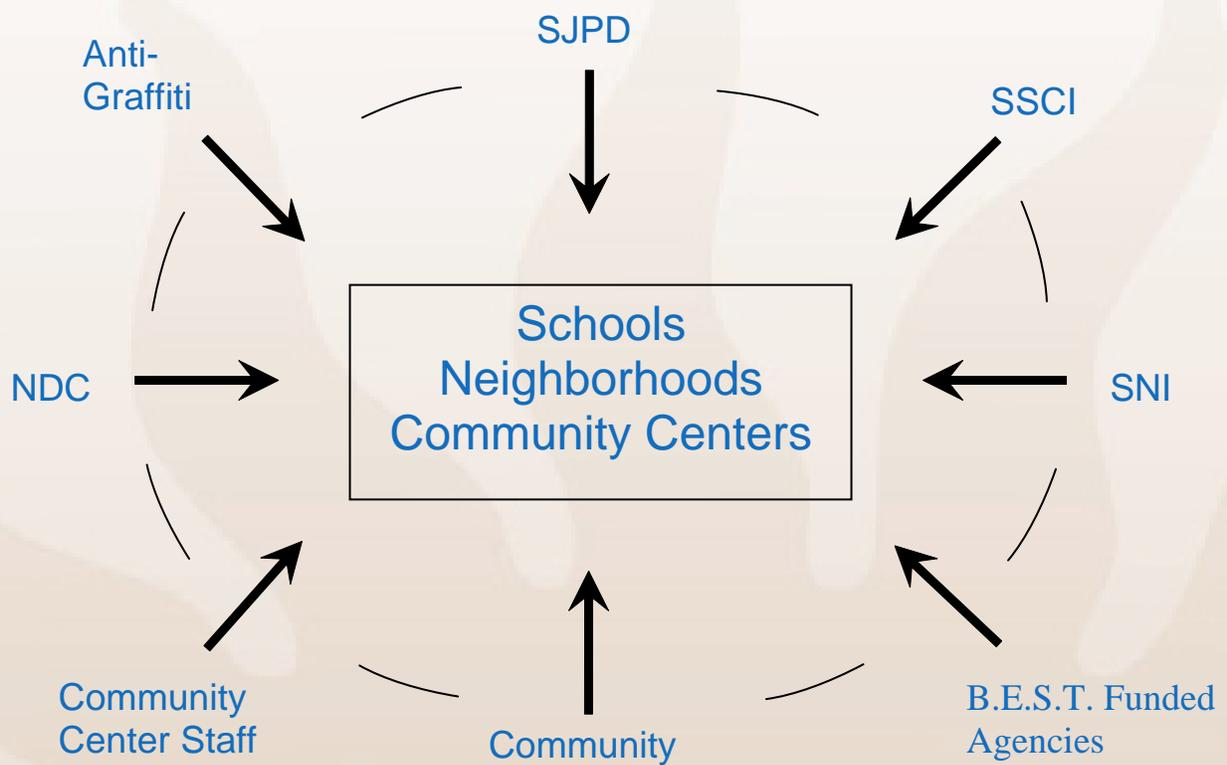 SJPD
Anti-
Graffiti
SSCI
Schools
Neighborhoods
Community Centers
NDC
SNI
Community
Center Staff
Community
B.E.S.T. Funded
Agencies